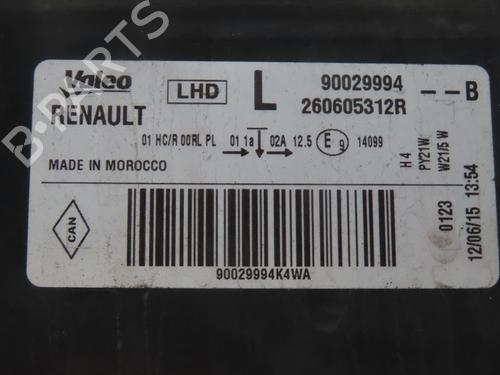 Valeo
LHD
L
90029994
260605312R
--B
RENAULT
01 HC/R 00RL PL 01 1a 02A 12.5 E9 14099
MADE IN MOROCCO
H4
PY21W
W21/5 W
0123
12/06/15 13:54
CAN
90029994K4WA
B-PARTS